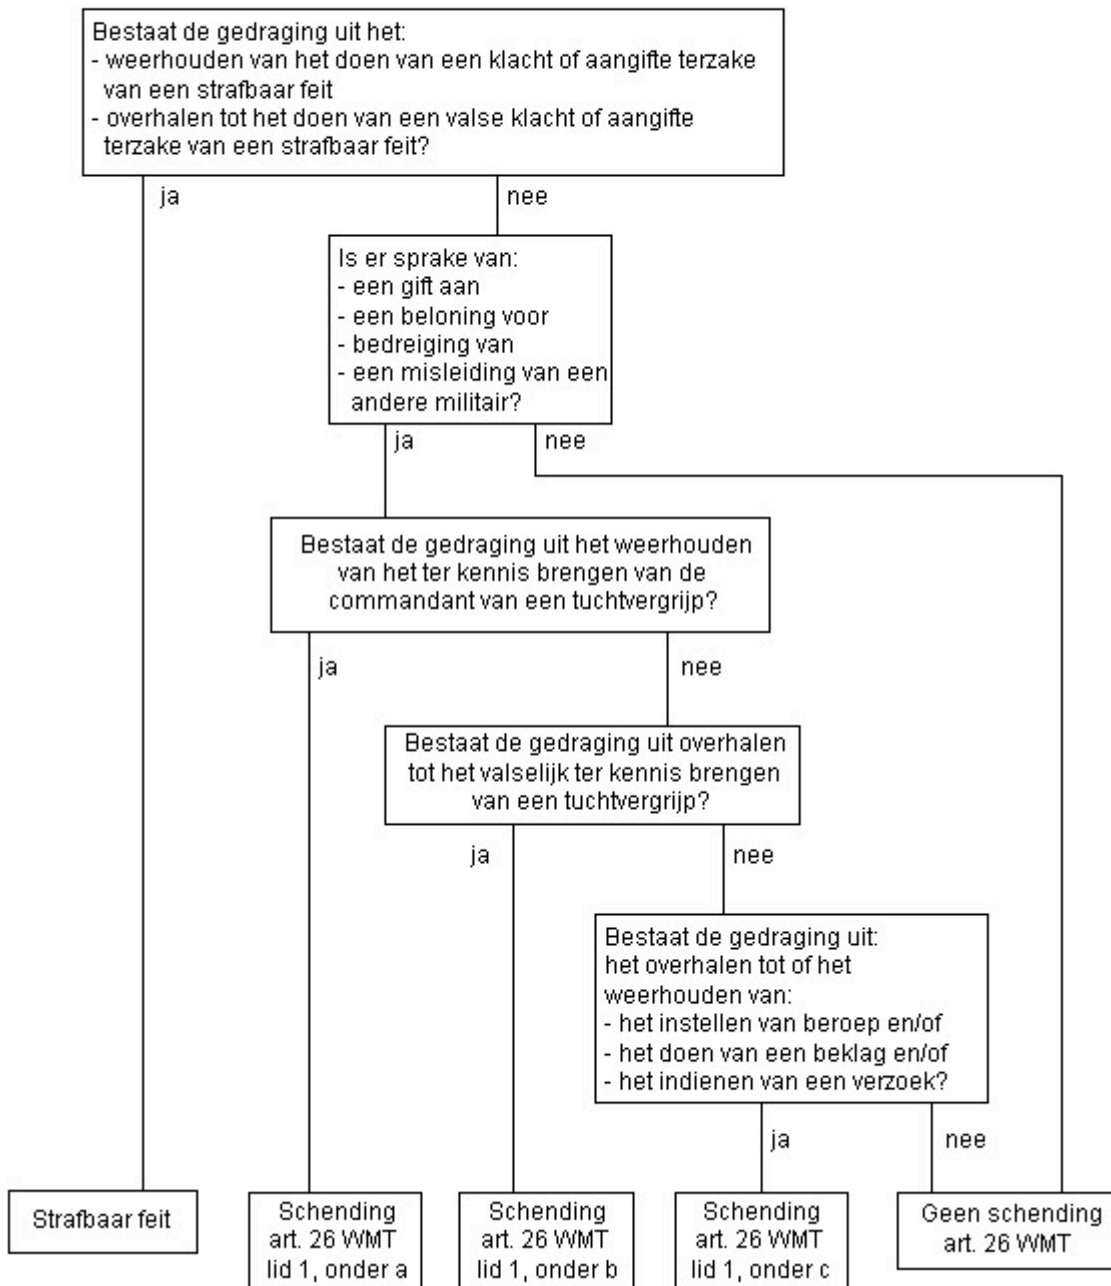 Bestaat de gedraging uit het:
- weerhouden van het doen van een klacht of aangifte terzake
van een strafbaar feit
- overhalen tot het doen van een valse klacht of aangifte
terzake van een strafbaar feit?
ja
nee
Is er sprake van:
- een gift aan
- een beloning voor
- bedreiging van
- een misleiding van een
andere militair?
ja
nee
Bestaat de gedraging uit het weerhouden
van het ter kennis brengen van de
commandant van een tuchtvergrijp?
ja
nee
Bestaat de gedraging uit overhalen
tot het valselijk ter kennis brengen
van een tuchtvergrijp?
ja
nee
Bestaat de gedraging uit:
het overhalen tot of het
weerhouden van:
- het instellen van beroep en/of
- het doen van een beklag en/of
- het indienen van een verzoek?
ja
nee
Strafbaar feit
Schending
art. 26 WMT
lid 1, onder a
Schending
art. 26 WMT
lid 1, onder b
Schending
art. 26 WMT
lid 1, onder c
Geen schending
art. 26 WMT